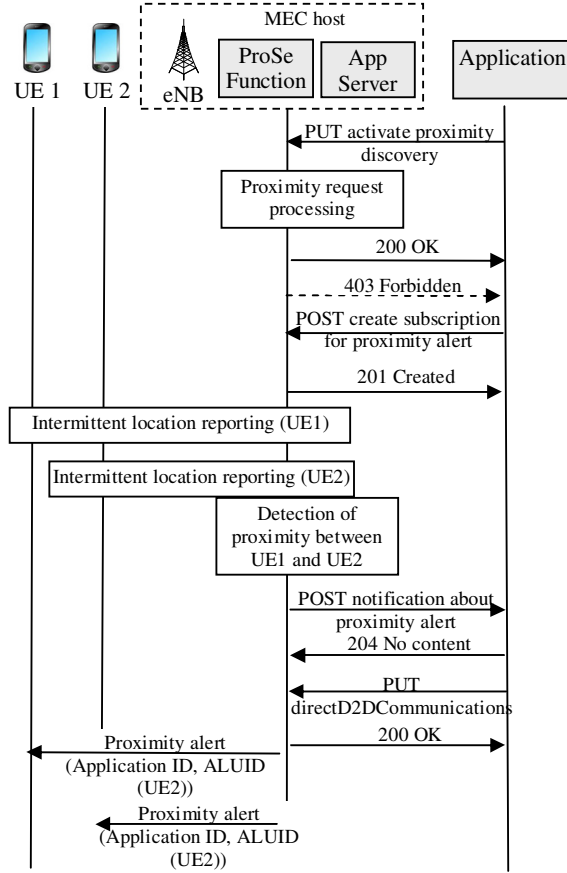 MEC host
ProSe
Function
App
Server
Application
UE 1
UE 2
eNB
PUT activate proximity
discovery
Proximity request
processing
200 OK
403 Forbidden
POST create subscription
for proximity alert
201 Created
Intermittent location reporting (UE1)
Intermittent location reporting (UE2)
Detection of
proximity between
UE1 and UE2
POST notification about
proximity alert
204 No content
PUT
directD2DCommunications
200 OK
Proximity alert
(Application ID, ALUID
(UE2))
Proximity alert
(Application ID, ALUID
(UE2))